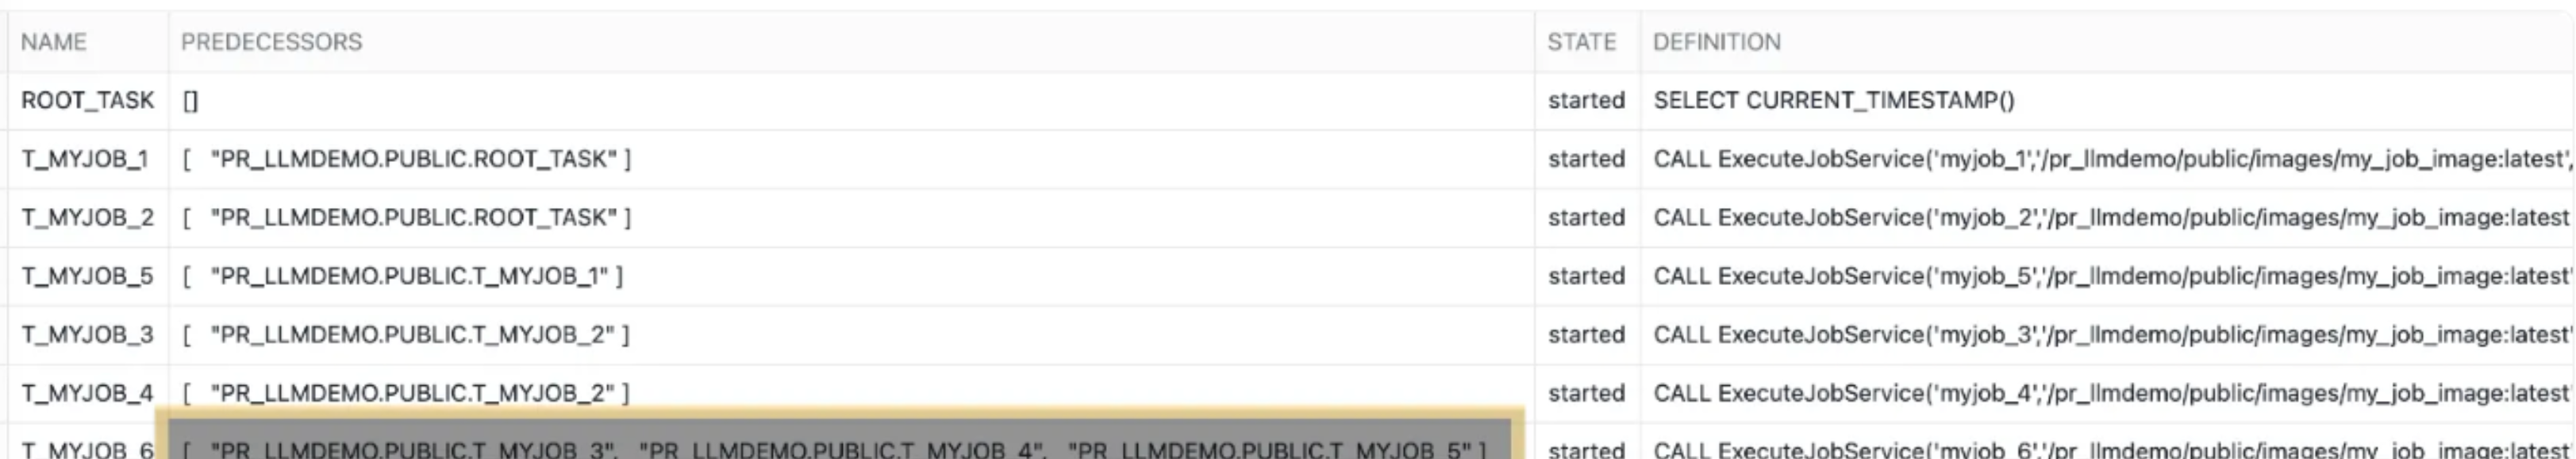 NAME PREDECESSORS STATE DEFINITION
ROOT_TASK [] started SELECT CURRENT_TIMESTAMP()
T_MYJOB_1 [ "PR_LLMDEMO.PUBLIC.ROOT_TASK" ] started CALL ExecuteJobService('myjob_1','/pr_llmdemo/public/images/my_job_image:latest',
T_MYJOB_2 [ "PR_LLMDEMO.PUBLIC.ROOT_TASK" ] started CALL ExecuteJobService('myjob_2','/pr_llmdemo/public/images/my_job_image:latest
T_MYJOB_5 [ "PR_LLMDEMO.PUBLIC.T_MYJOB_1" ] started CALL ExecuteJobService('myjob_5','/pr_llmdemo/public/images/my_job_image:latest'
T_MYJOB_3 [ "PR_LLMDEMO.PUBLIC.T_MYJOB_2" ] started CALL ExecuteJobService('myjob_3','/pr_llmdemo/public/images/my_job_image:latest'
T_MYJOB_4 [ "PR_LLMDEMO.PUBLIC.T_MYJOB_2" ] started CALL ExecuteJobService('myjob_4','/pr_llmdemo/public/images/my_job_image:latest'
T_MYJOB_6 [ "PR_LLMDEMO.PUBLIC.T_MYJOB_3", "PR_LLMDEMO.PUBLIC.T_MYJOB_4", "PR_LLMDEMO.PUBLIC.T_MYJOB_5" ] started CALL ExecuteJobService('myjob_6','/pr_llmdemo/public/images/my_job_image:latest'